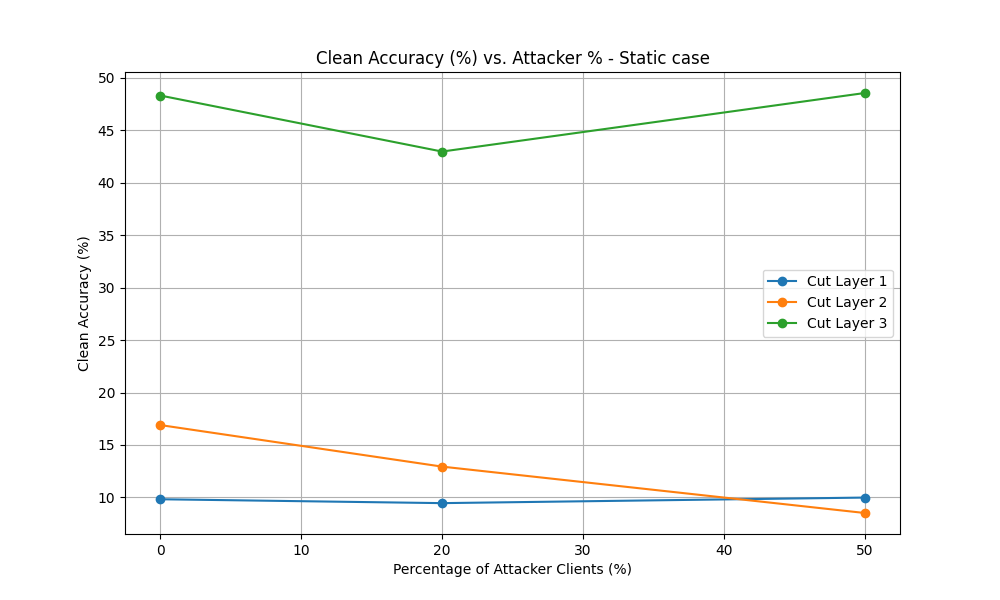 Clean Accuracy (%) vs. Attacker % - Static case
Clean Accuracy (%)
50
45
40
35
30
25
20
15
10
Cut Layer 1
Cut Layer 2
Cut Layer 3
0 10 20 30 40 50
Percentage of Attacker Clients (%)